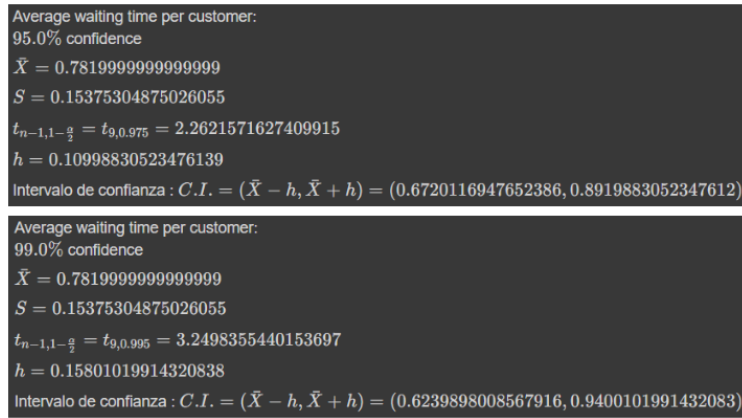 Average waiting time per customer:
95.0% confidence
X̄ = 0.7819999999999999
S = 0.15375304875026055
t_{n−1,1−α/2} = t_{9,0.975} = 2.2621571627409915
h = 0.10998830523476139
Intervalo de confianza : C.I. = (X̄ − h, X̄ + h) = (0.6720116947652386, 0.8919883052347612)
Average waiting time per customer:
99.0% confidence
X̄ = 0.7819999999999999
S = 0.15375304875026055
t_{n−1,1−α/2} = t_{9,0.995} = 3.2498355440153697
h = 0.15801019914320838
Intervalo de confianza : C.I. = (X̄ − h, X̄ + h) = (0.6239898008567916, 0.9400101991432083)